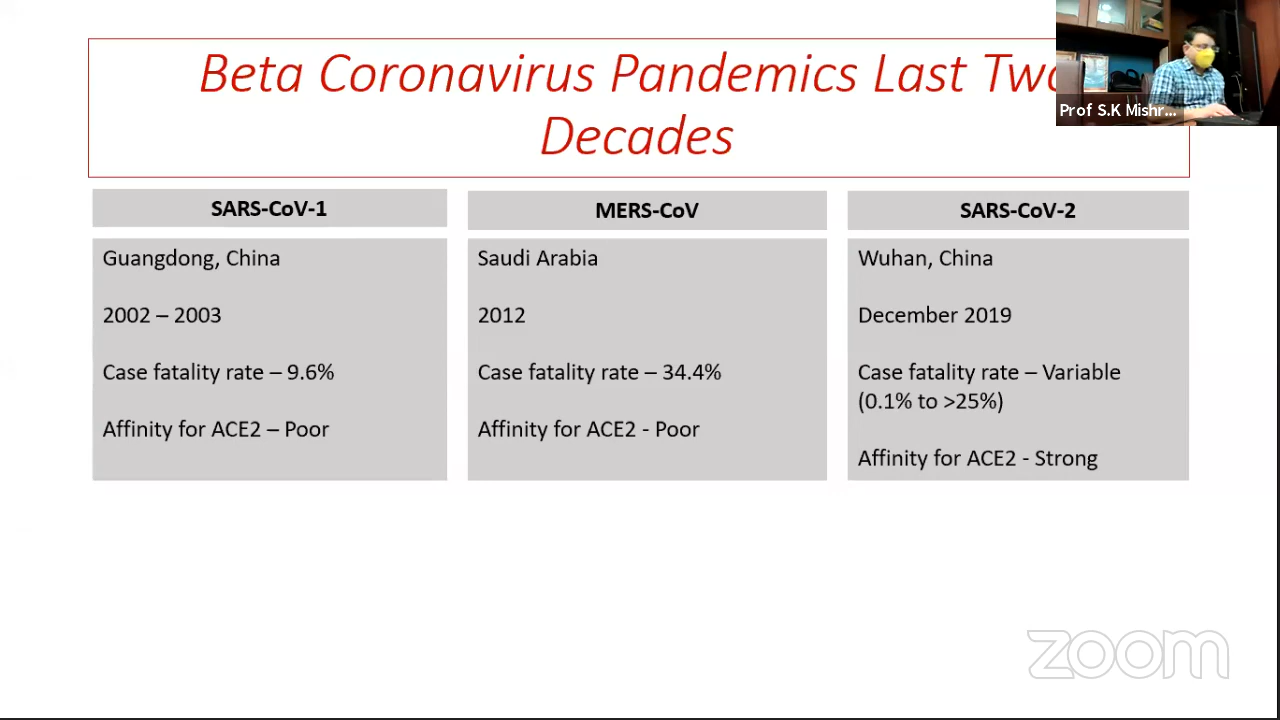 Beta Coronavirus Pandemics Last Two
Decades
Prof S.K Mishr...
SARS-CoV-1
Guangdong, China
2002 – 2003
Case fatality rate – 9.6%
Affinity for ACE2 – Poor
MERS-CoV
Saudi Arabia
2012
Case fatality rate – 34.4%
Affinity for ACE2 - Poor
SARS-CoV-2
Wuhan, China
December 2019
Case fatality rate – Variable
(0.1% to >25%)
Affinity for ACE2 - Strong
zoom